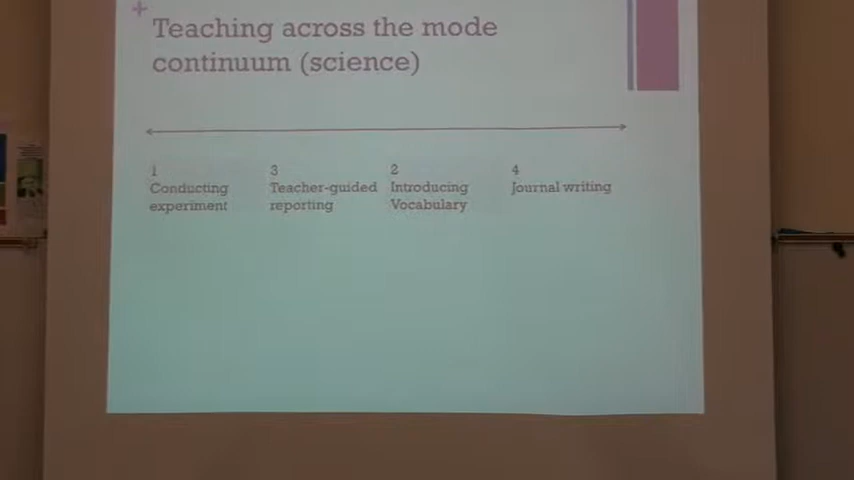 +
Teaching across the mode
continuum (science)
1
Conducting
experiment
3
Teacher-guided
reporting
2
Introducing
Vocabulary
4
Journal writing